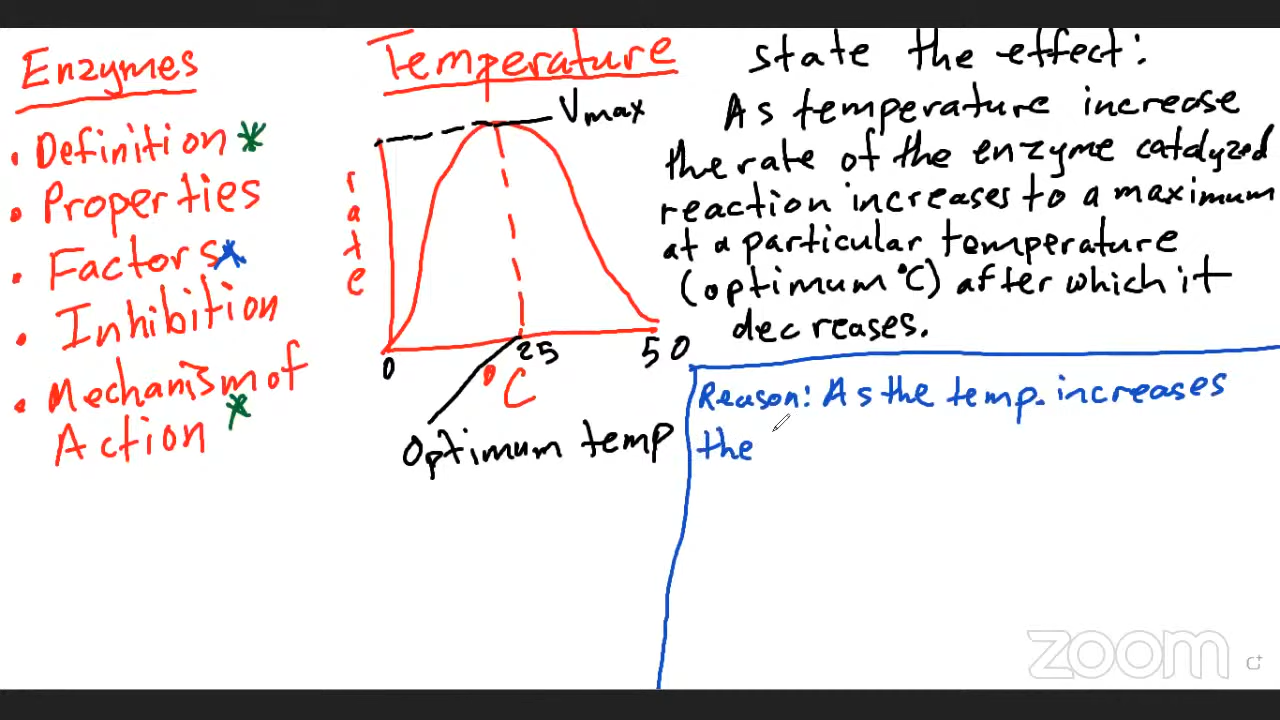 Enzymes
• Definition *
• Properties
• Factors *
• Inhibition
• Mechanism of
Action *
Temperature
Vmax
rate
0
25
50
°C
Optimum temp
state the effect:
As temperature increase
the rate of the enzyme catalyzed
reaction increases to a maximum
at a particular temperature
(optimum °C) after which it
decreases.
Reason: As the temp. increases
the
zoom